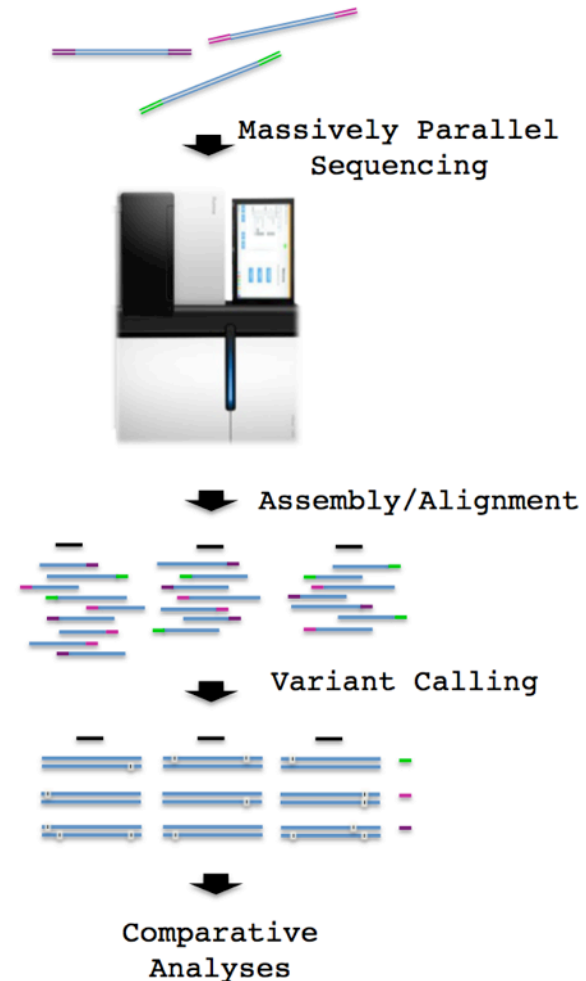 Massively Parallel
Sequencing
Assembly/Alignment
Variant Calling
Comparative
Analyses